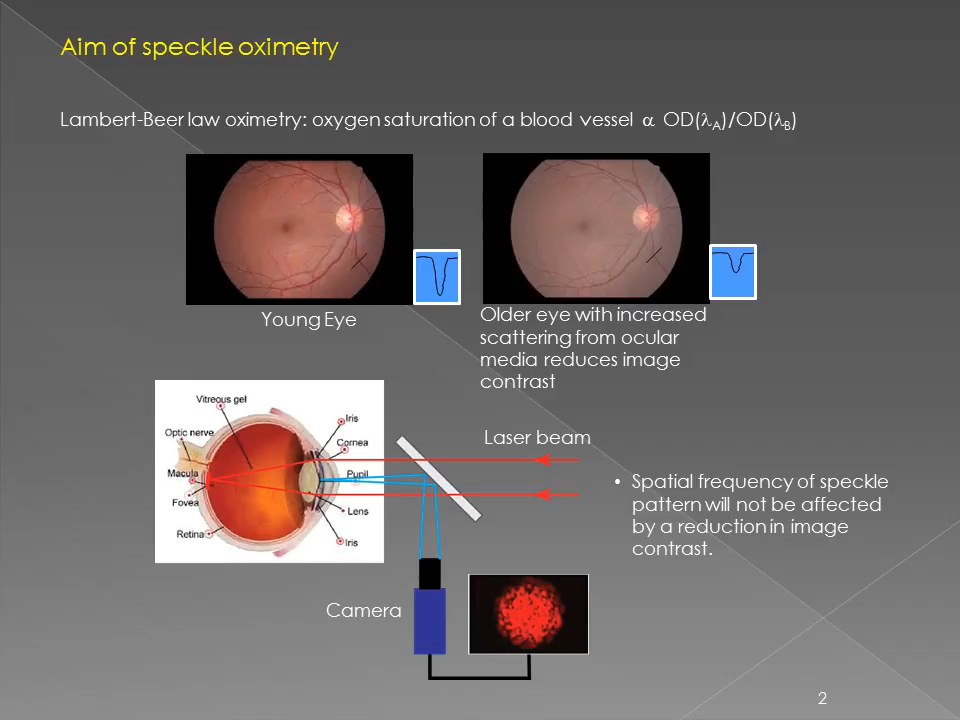 Aim of speckle oximetry
Lambert-Beer law oximetry: oxygen saturation of a blood vessel α OD(λA)/OD(λB)
Young Eye
Older eye with increased
scattering from ocular
media reduces image
contrast
Vitreous gel
Optic nerve
Macula
Fovea
Retina
Iris
Cornea
Pupil
Lens
Iris
Laser beam
• Spatial frequency of speckle
pattern will not be affected
by a reduction in image
contrast.
Camera
2